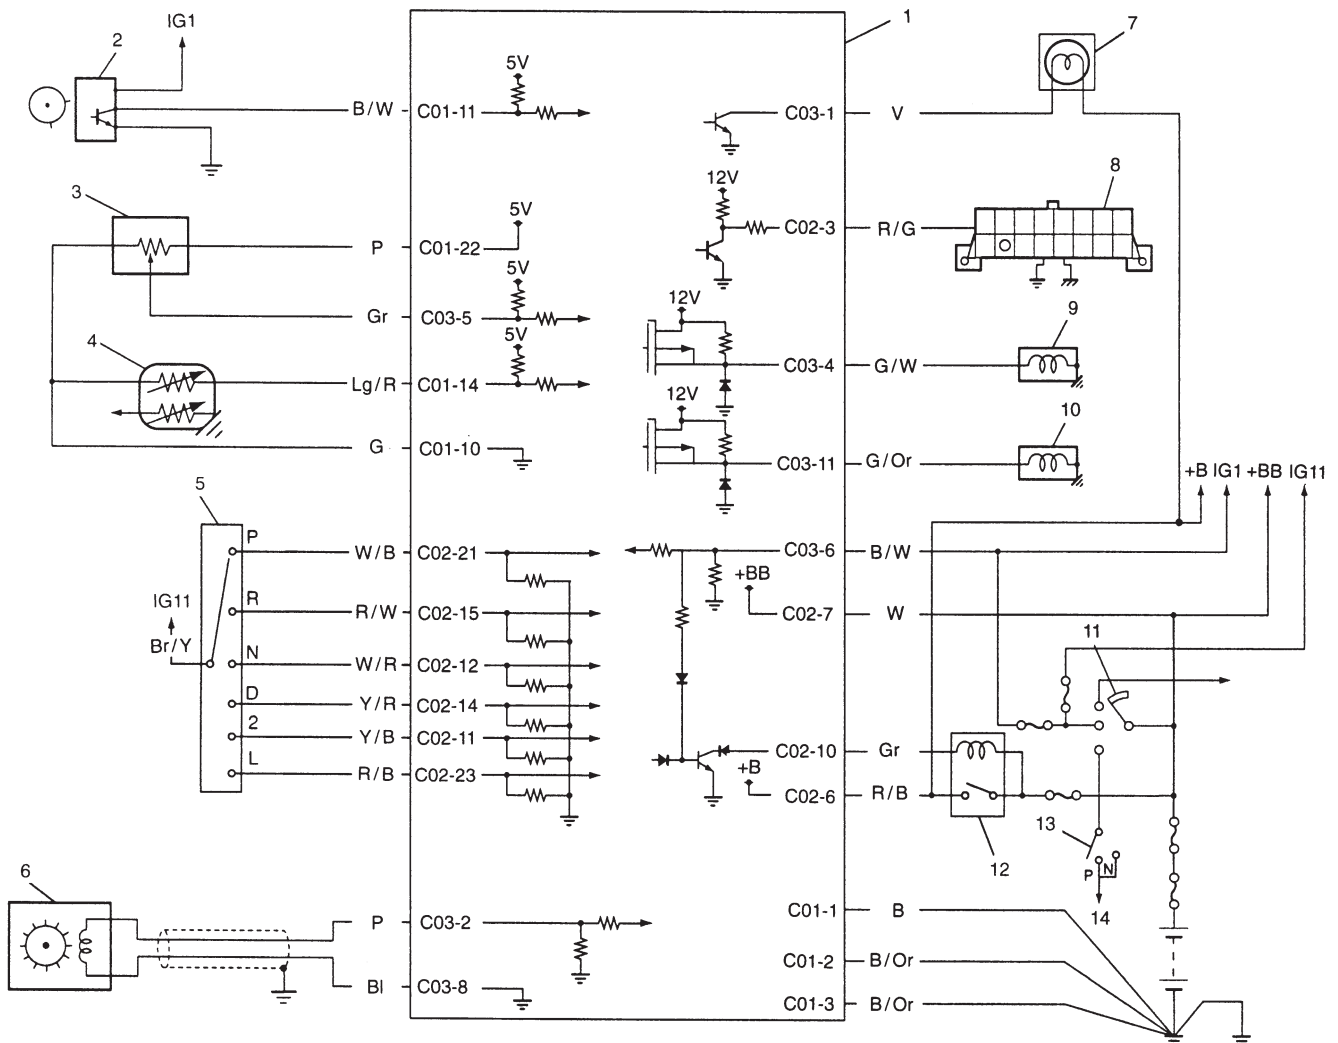 IG1
2
1
7
5V
B/W C01-11
C03-1 V
3
12V
8
5V
P C01-22
C02-3 R/G
5V
Gr C03-5
12V
9
4
5V
Lg/R C01-14
C03-4 G/W
12V
10
G C01-10
C03-11 G/Or
+B IG1 +BB IG11
5
P
W/B C02-21
C03-6 B/W
+BB
IG11
R
R/W C02-15
C02-7 W
Br/Y
N
W/R C02-12
11
D
Y/R C02-14
2
Y/B C02-11
C02-10 Gr
L
R/B C02-23
+B
C02-6 R/B
13
12
P N
14
6
P C03-2
C01-1 B
C01-2 B/Or
Bl C03-8
C01-3 B/Or